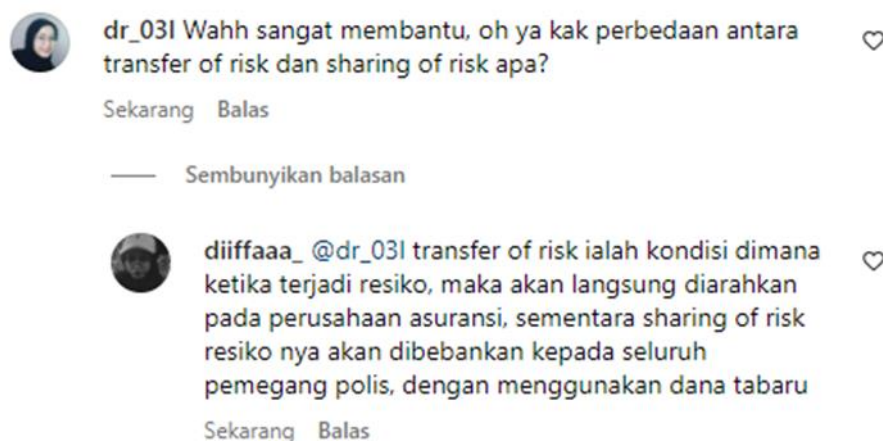 dr_03l Wahh sangat membantu, oh ya kak perbedaan antara
transfer of risk dan sharing of risk apa?
Sekarang Balas
Sembunyikan balasan
diiffaaa_ @dr_03l transfer of risk ialah kondisi dimana
ketika terjadi resiko, maka akan langsung diarahkan
pada perusahaan asuransi, sementara sharing of risk
resiko nya akan dibebankan kepada seluruh
pemegang polis, dengan menggunakan dana tabaru
Sekarang Balas